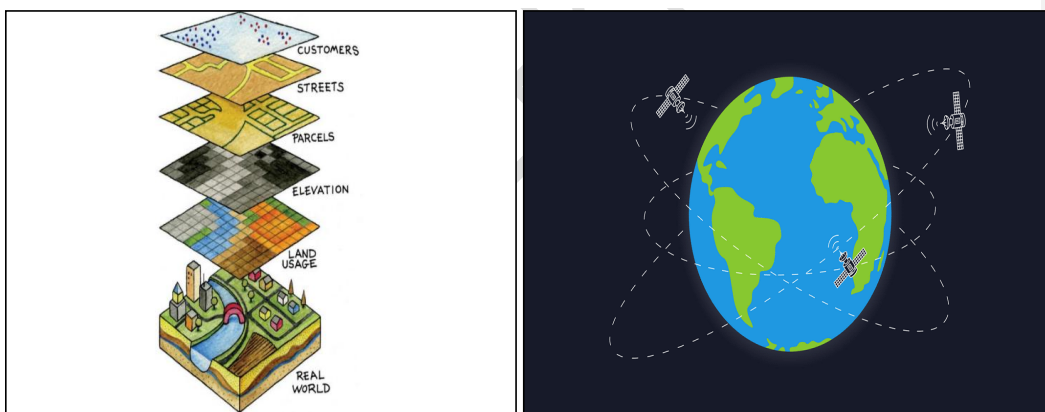 CUSTOMERS
STREETS
PARCELS
ELEVATION
LAND
USAGE
REAL
WORLD